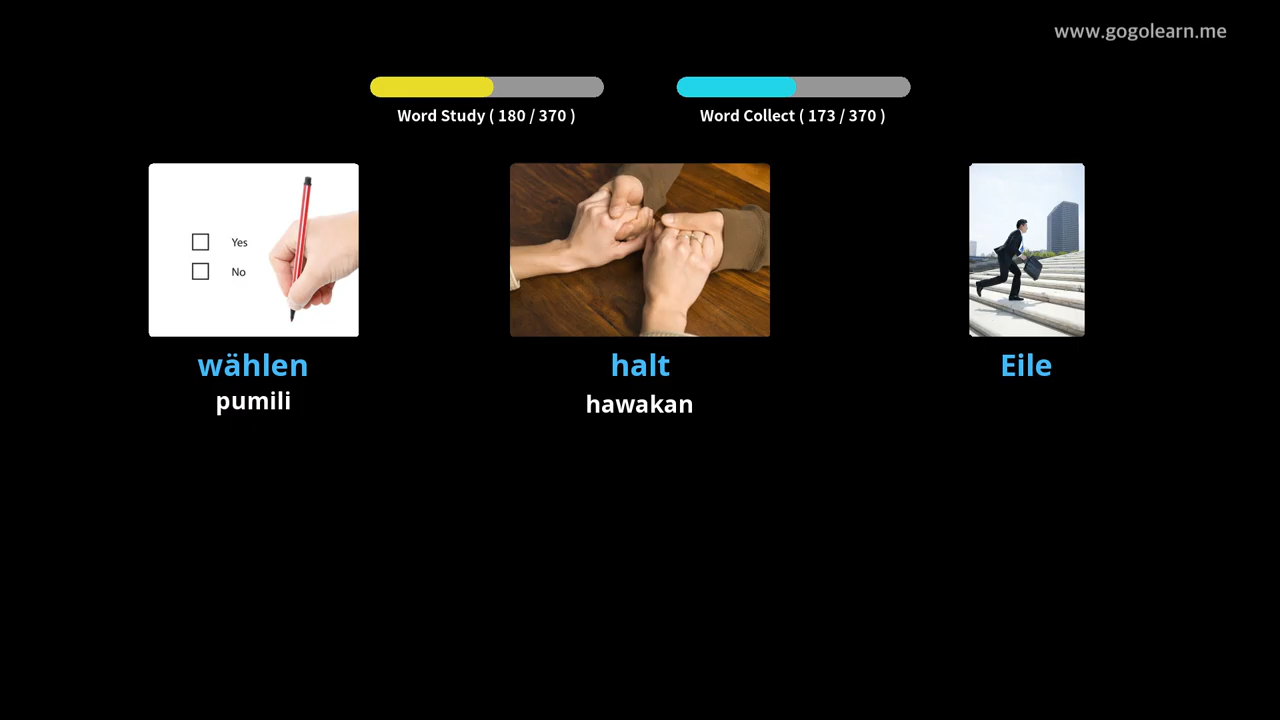 www.gogolearn.me
Word Study ( 180 / 370 )
Word Collect ( 173 / 370 )
Yes
No
wählen
halt
Eile
pumili
hawakan